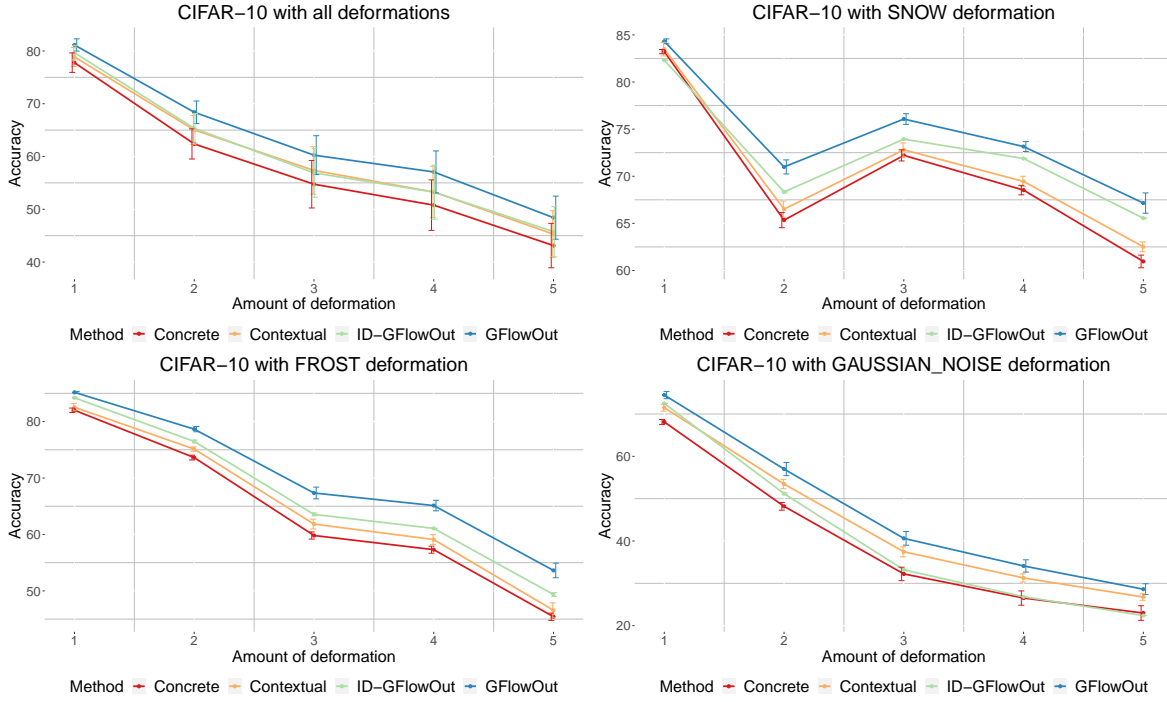 CIFAR−10 with all deformations
Accuracy
80
70
60
50
40
1 2 3 4 5
Amount of deformation
Method Concrete Contextual ID−GFlowOut GFlowOut
CIFAR−10 with SNOW deformation
Accuracy
85
80
75
70
65
60
1 2 3 4 5
Amount of deformation
Method Concrete Contextual ID−GFlowOut GFlowOut
CIFAR−10 with FROST deformation
Accuracy
80
70
60
50
1 2 3 4 5
Amount of deformation
Method Concrete Contextual ID−GFlowOut GFlowOut
CIFAR−10 with GAUSSIAN_NOISE deformation
Accuracy
60
40
20
1 2 3 4 5
Amount of deformation
Method Concrete Contextual ID−GFlowOut GFlowOut